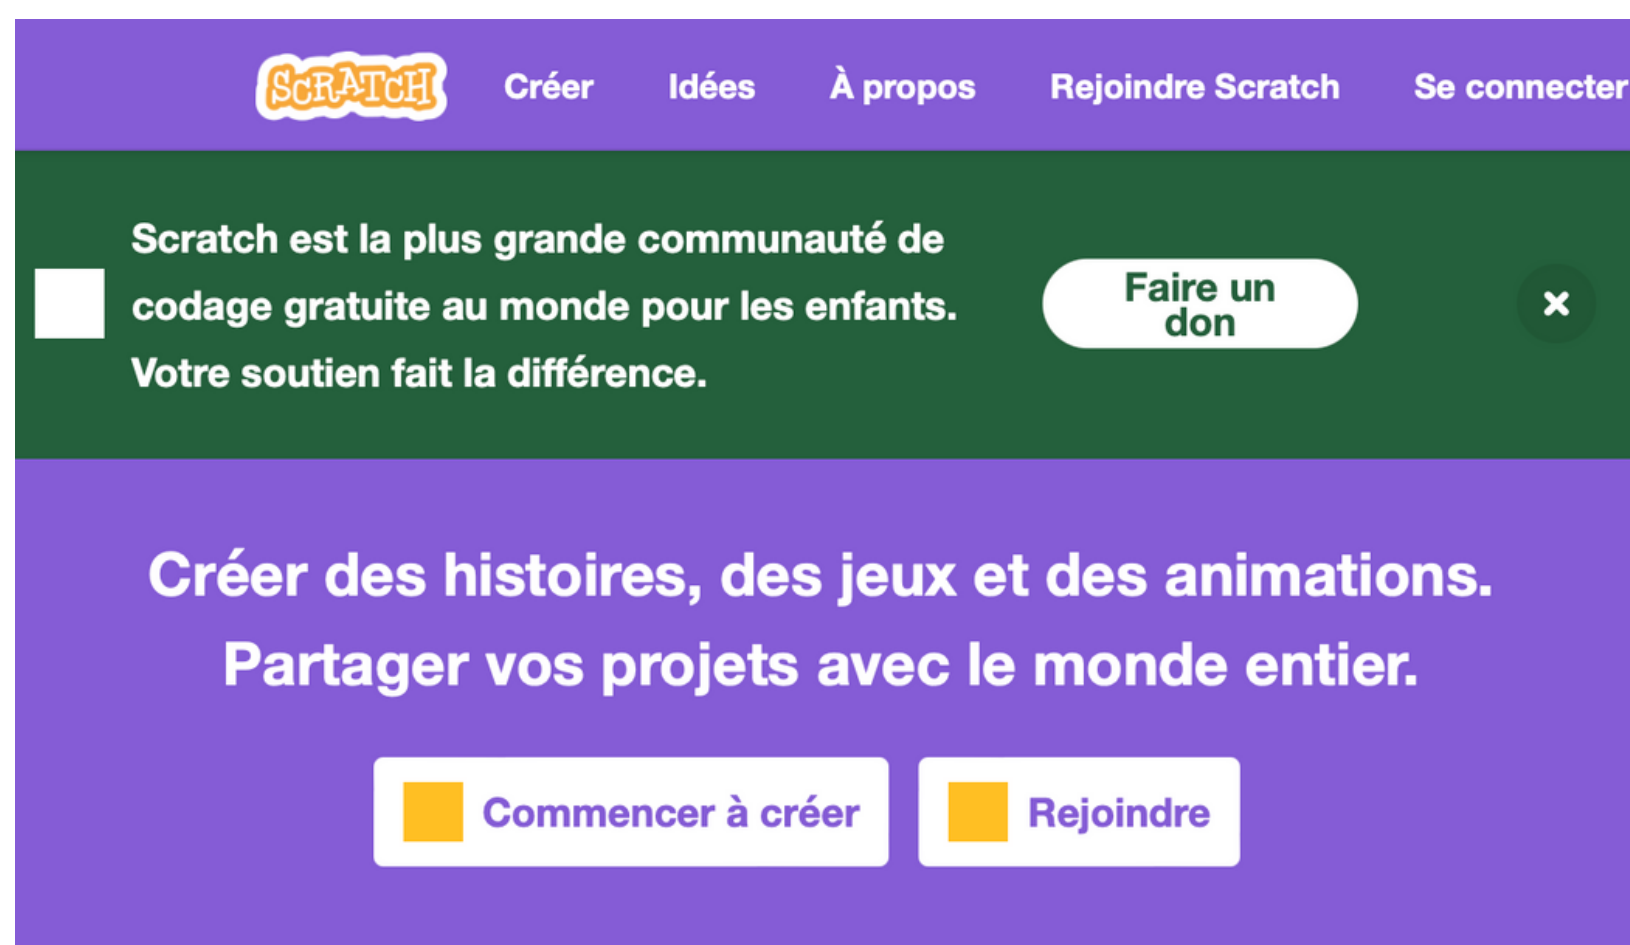 SCRATCH Créer Idées À propos Rejoindre Scratch Se connecter
Scratch est la plus grande communauté de
codage gratuite au monde pour les enfants.
Votre soutien fait la différence.
Faire un
don
Créer des histoires, des jeux et des animations.
Partager vos projets avec le monde entier.
Commencer à créer Rejoindre